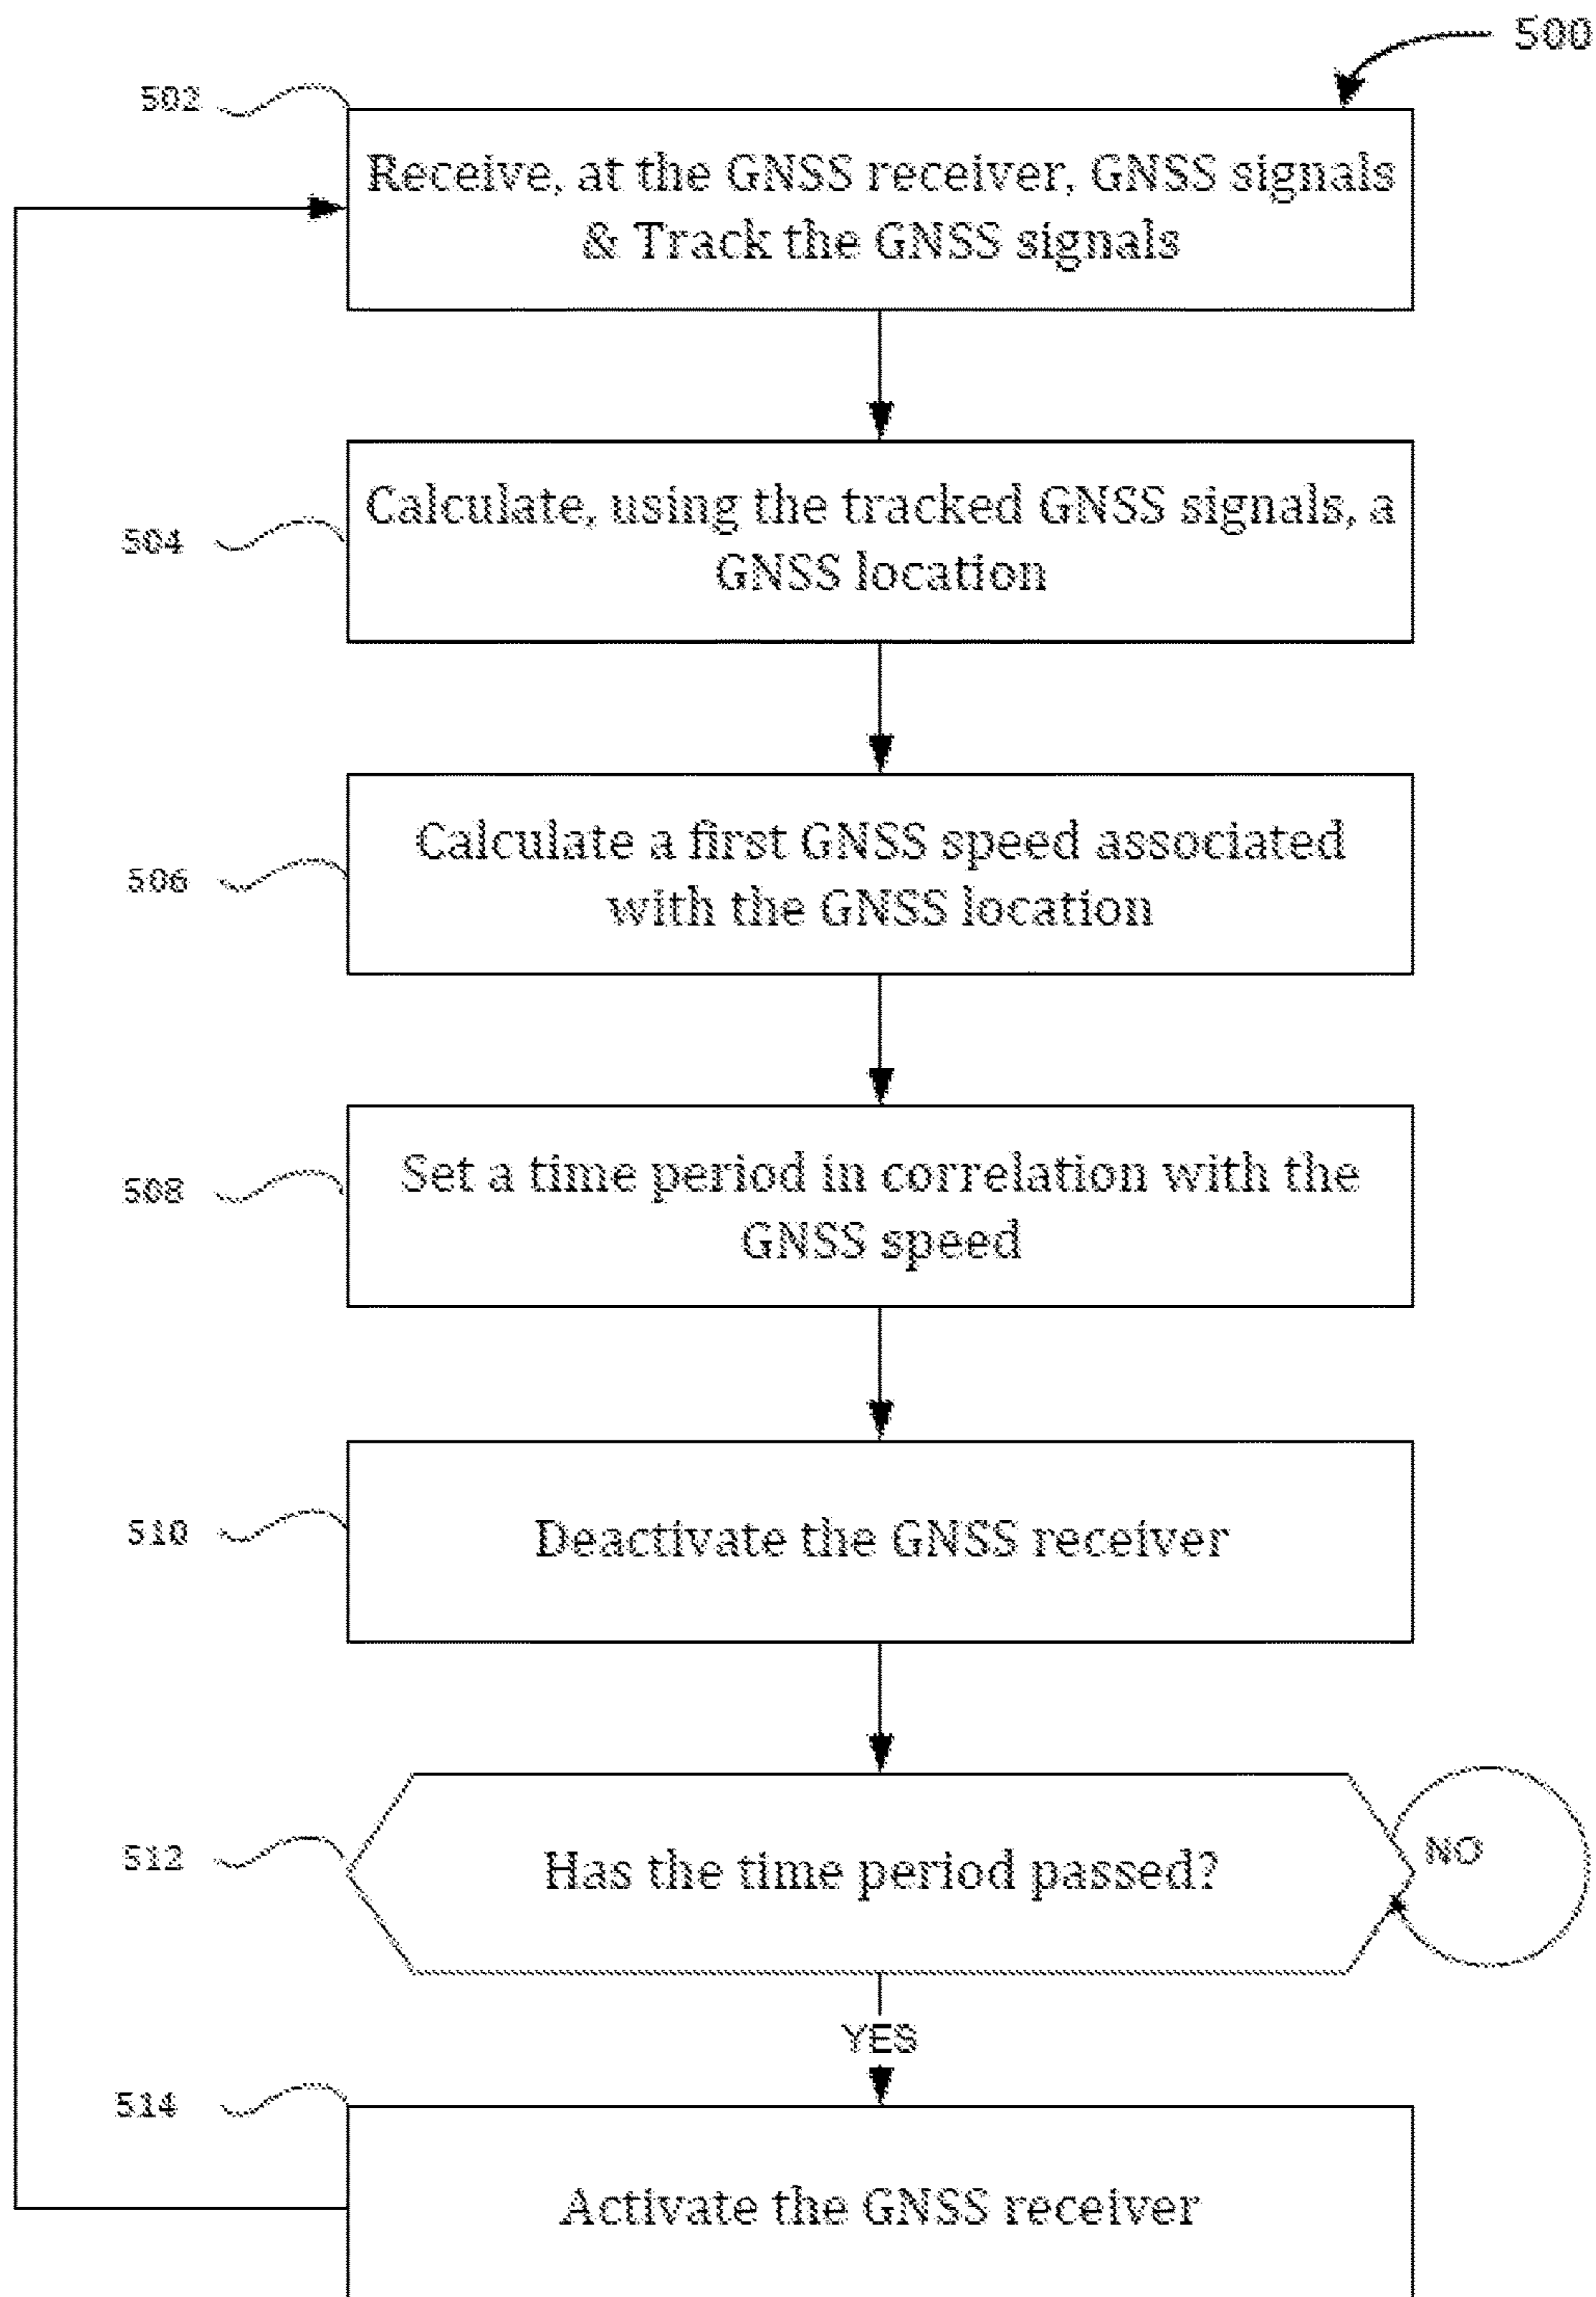 500
502
Receive, at the GNSS receiver, GNSS signals
& Track the GNSS signals
504
Calculate, using the tracked GNSS signals, a
GNSS location
506
Calculate a first GNSS speed associated
with the GNSS location
508
Set a time period in correlation with the
GNSS speed
510
Deactivate the GNSS receiver
512
Has the time period passed?
NO
YES
514
Activate the GNSS receiver